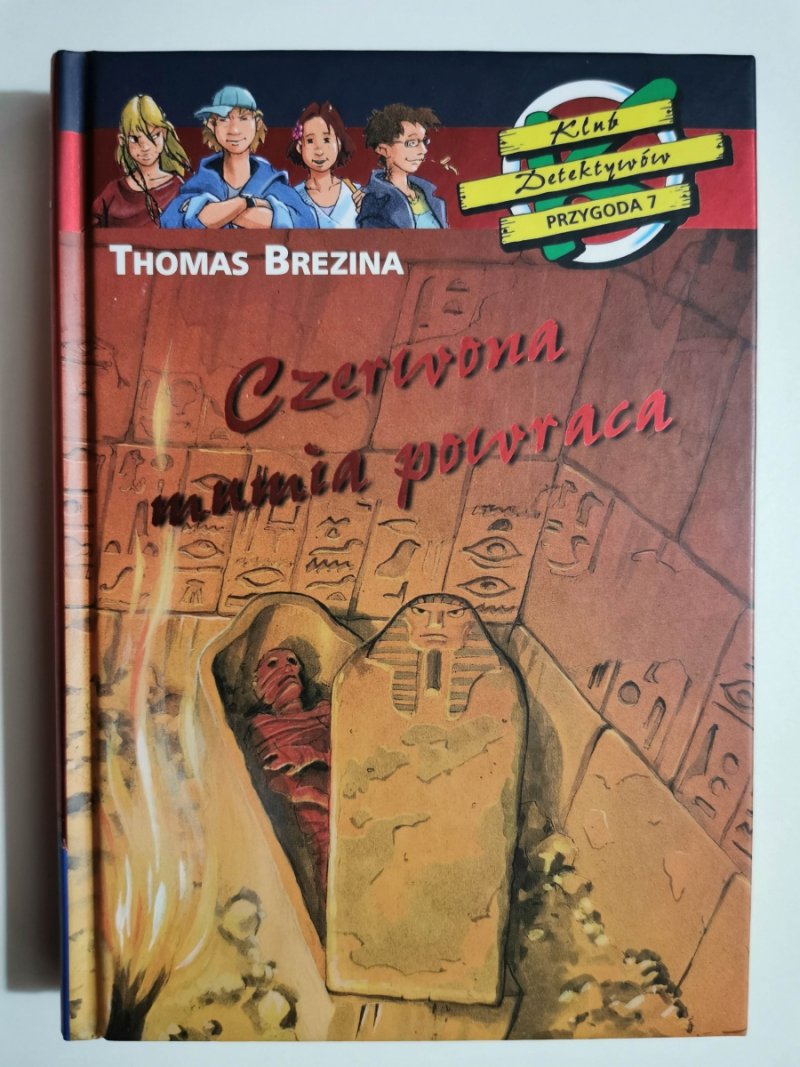 Klub
Detektywów
PRZYGODA 7
THOMAS BREZINA
Czerwona
mumia powraca